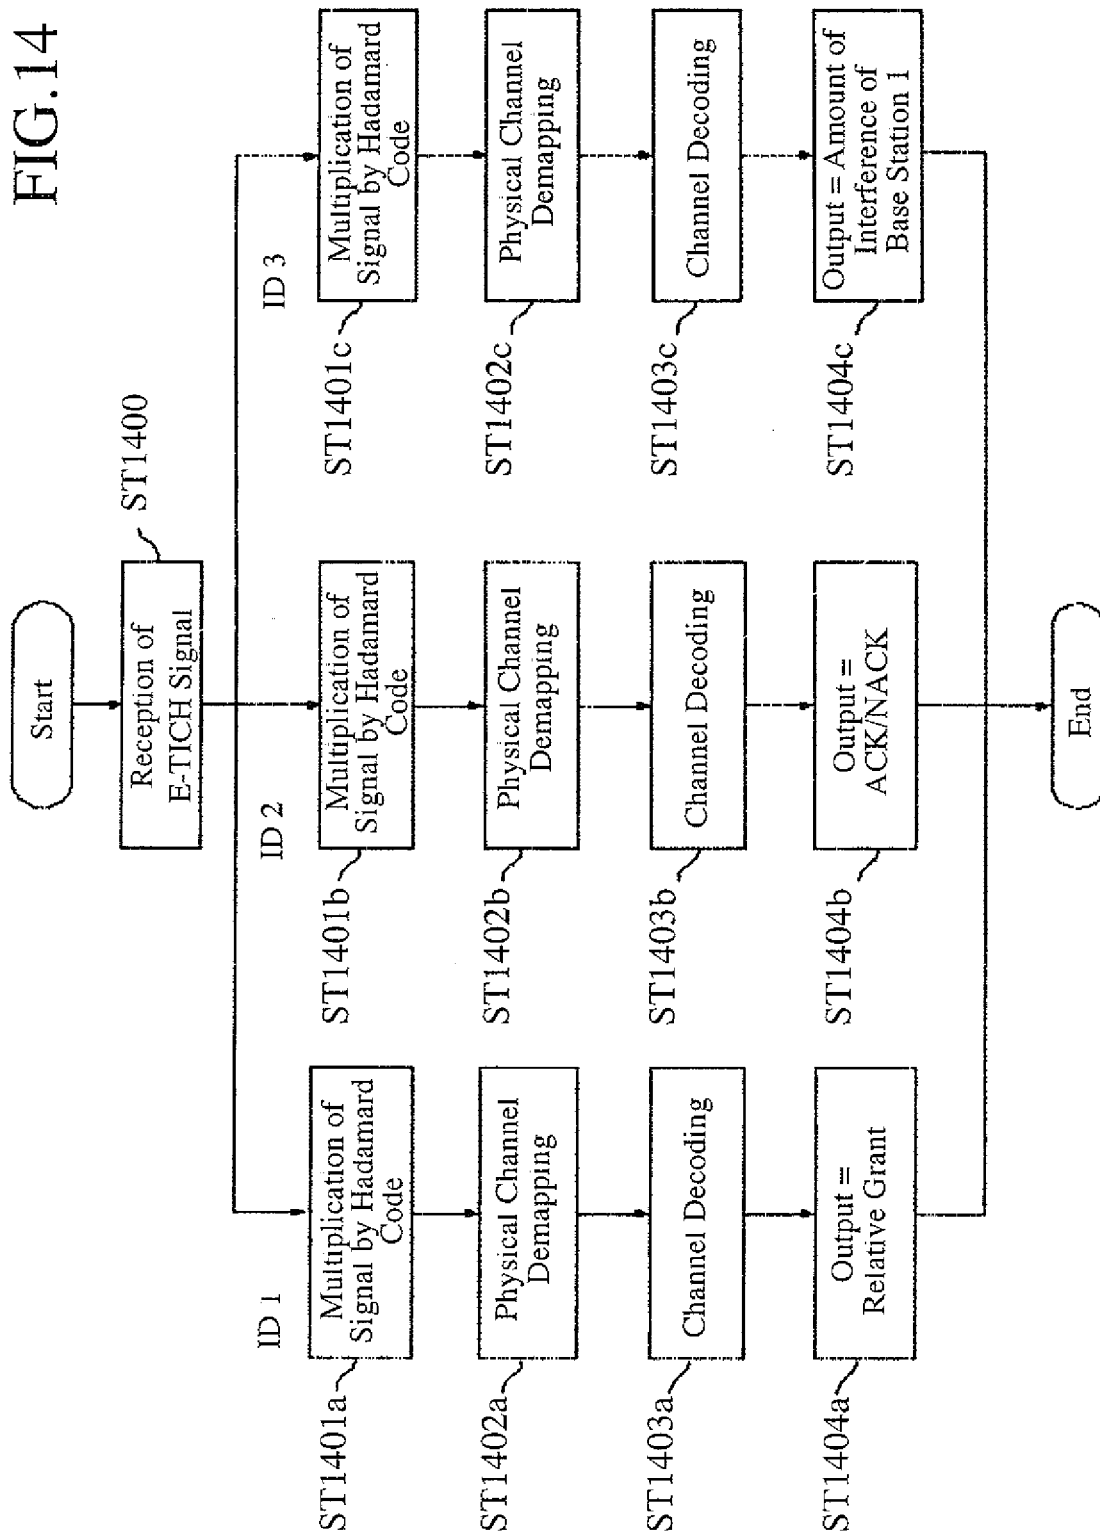 FIG.14
Start
Reception of
E-TICH Signal
ST1400
ID 1
Multiplication of
Signal by Hadamard
Code
ST1401a
Physical Channel
Demapping
ST1402a
Channel Decoding
ST1403a
Output =
Relative Grant
ST1404a
ID 2
Multiplication of
Signal by Hadamard
Code
ST1401b
Physical Channel
Demapping
ST1402b
Channel Decoding
ST1403b
Output =
ACK/NACK
ST1404b
ID 3
Multiplication of
Signal by Hadamard
Code
ST1401c
Physical Channel
Demapping
ST1402c
Channel Decoding
ST1403c
Output = Amount of
Interference of
Base Station 1
ST1404c
End